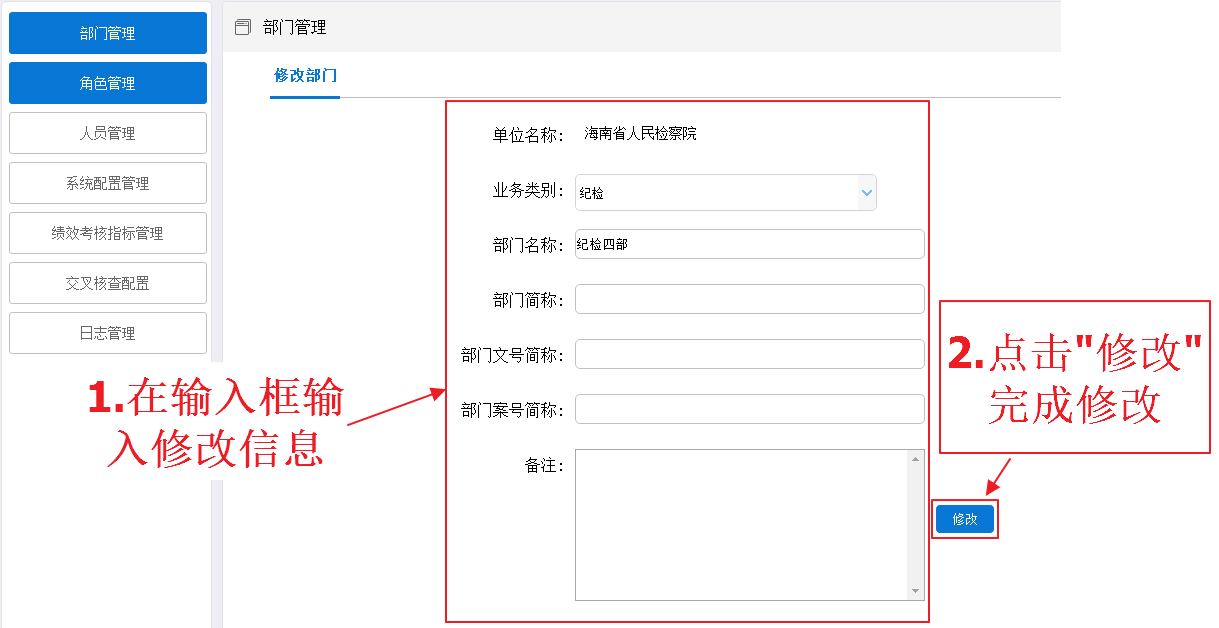 部门管理
角色管理
人员管理
系统配置管理
绩效考核指标管理
交叉核查配置
日志管理
部门管理
修改部门
单位名称： 海南省人民检察院
业务类别： 纪检
部门名称： 纪检四部
部门简称：
部门文号简称：
部门案号简称：
备注：
1.在输入框输
入修改信息
2.点击"修改"
完成修改
修改